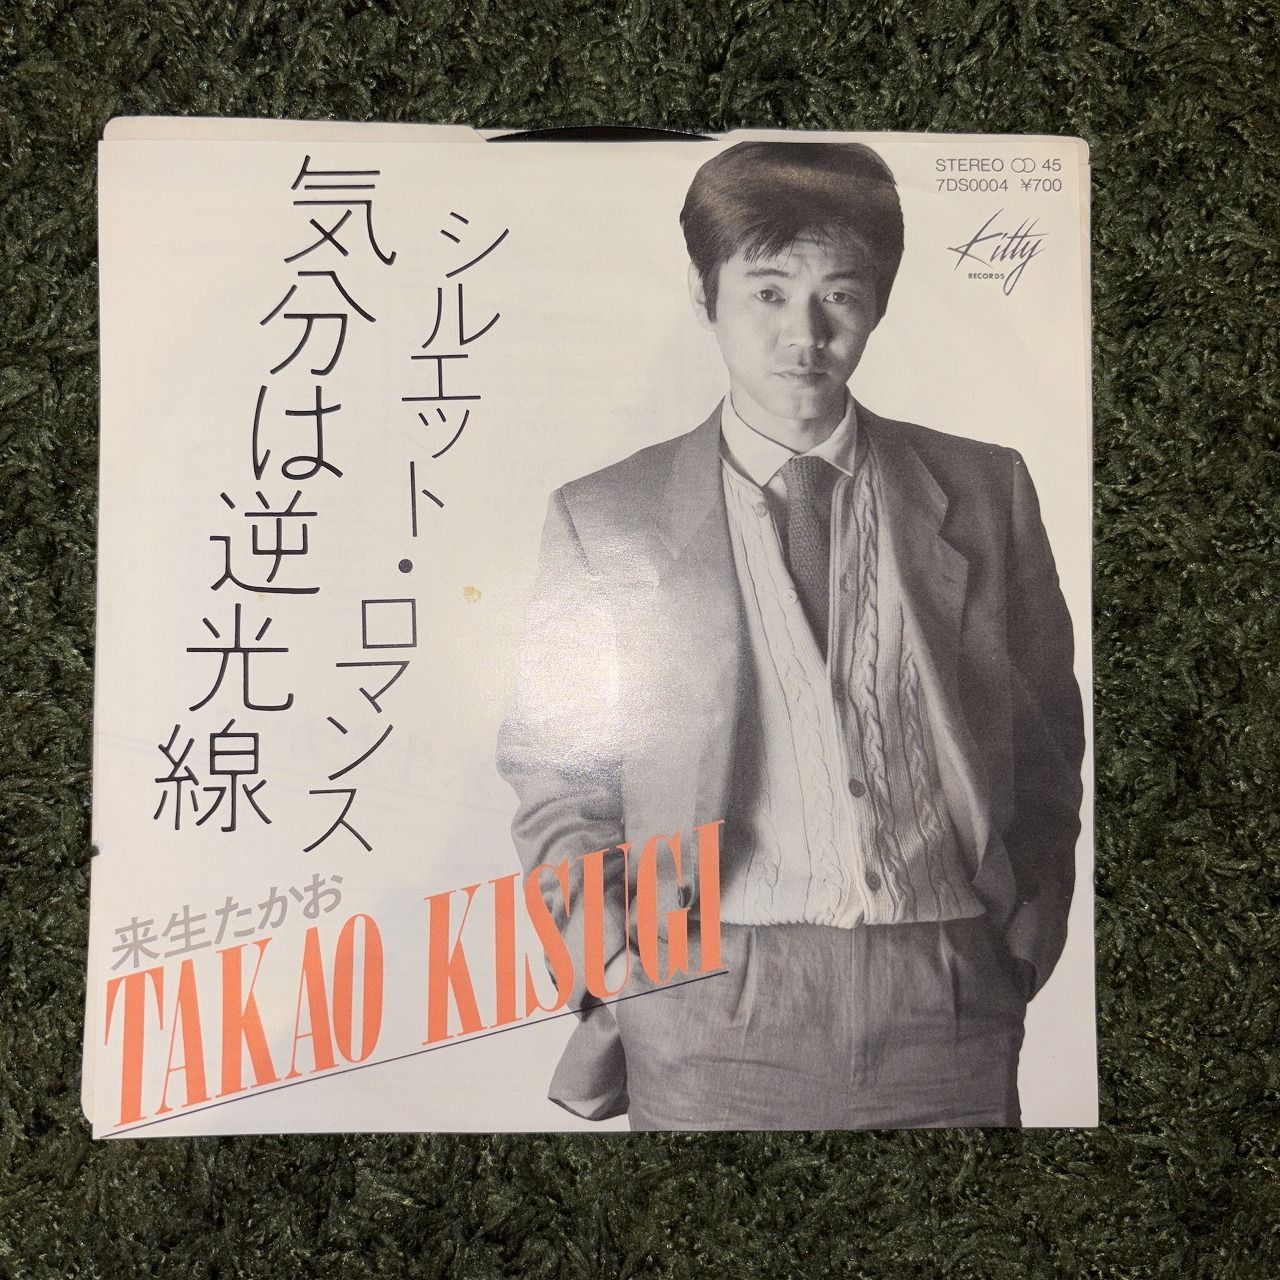 STEREO 45
7DS0004 ¥700
Kitty
RECORDS
シルエット・ロマンス
気分は逆光線
来生たかお
TAKAO KISUGI